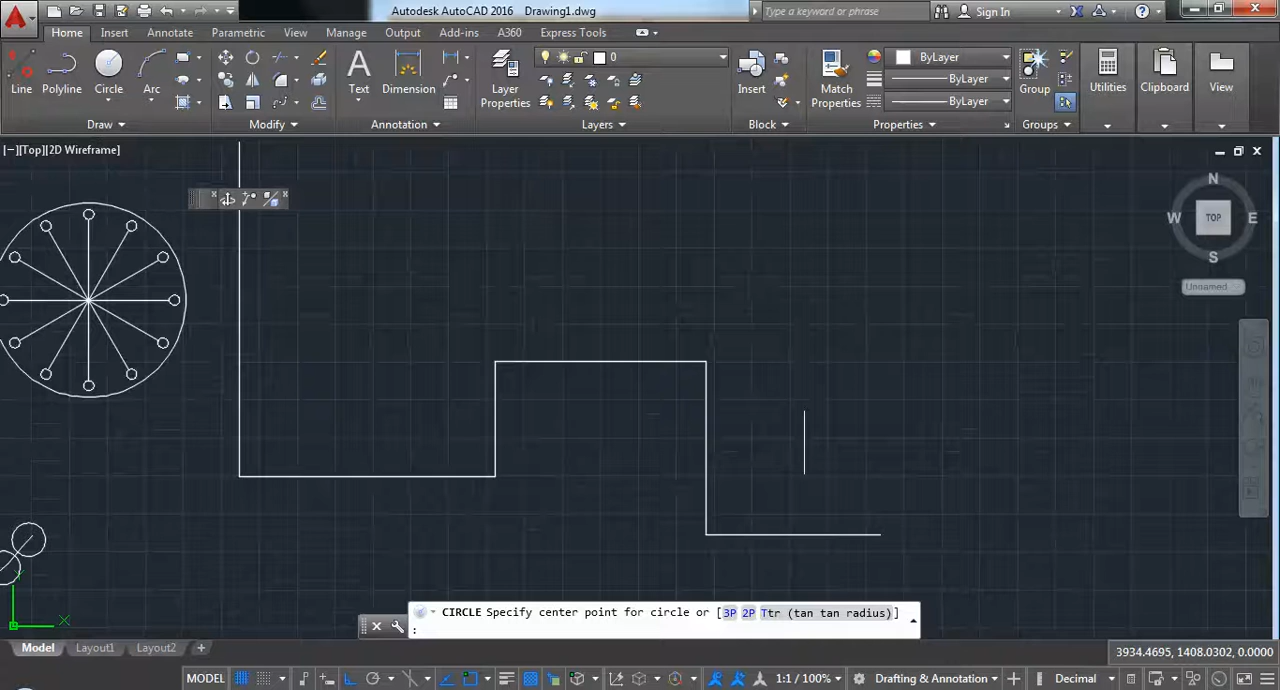 Autodesk AutoCAD 2016 Drawing1.dwg
Type a keyword or phrase
Sign In
Home Insert Annotate Parametric View Manage Output Add-ins A360 Express Tools
Line Polyline Circle Arc
Text Dimension
Layer Properties
0
Insert
Match Properties
ByLayer
ByLayer
ByLayer
Group
Utilities
Clipboard
View
Draw Modify Annotation Layers Block Properties Groups
[−][Top][2D Wireframe]
N
W TOP E
S
Unnamed
Y
X
CIRCLE Specify center point for circle or [3P 2P Ttr (tan tan radius)]
:
Model Layout1 Layout2 +
3934.4695, 1408.0302, 0.0000
MODEL 1:1 / 100% Drafting & Annotation Decimal